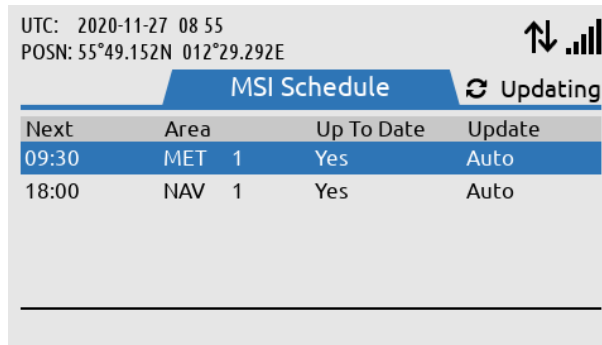 UTC: 2020-11-27 08 55
POSN: 55°49.152N 012°29.292E
MSI Schedule Updating
Next Area Up To Date Update
09:30 MET 1 Yes Auto
18:00 NAV 1 Yes Auto